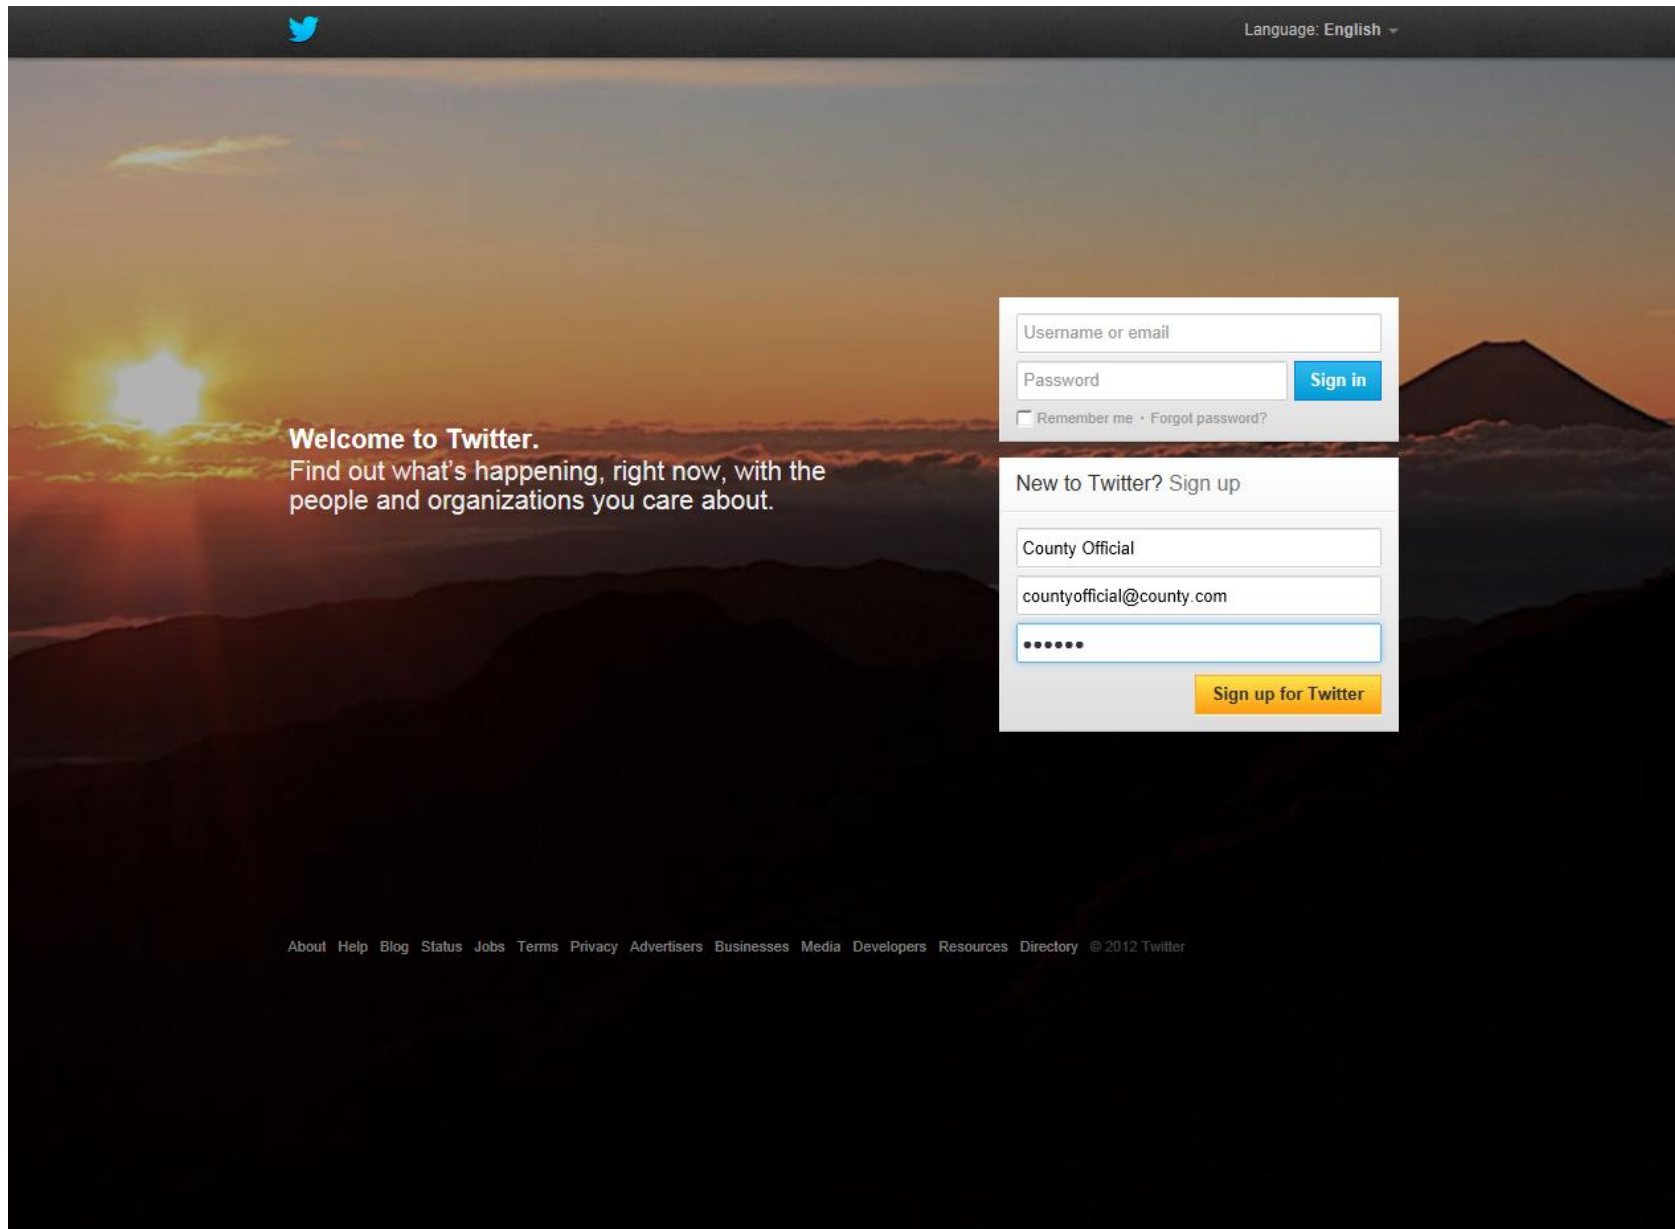 Language: English
Username or email
Password
Sign in
Remember me · Forgot password?
Welcome to Twitter.
Find out what's happening, right now, with the
people and organizations you care about.
New to Twitter? Sign up
County Official
countyofficial@county.com
••••••
Sign up for Twitter
About Help Blog Status Jobs Terms Privacy Advertisers Businesses Media Developers Resources Directory © 2012 Twitter